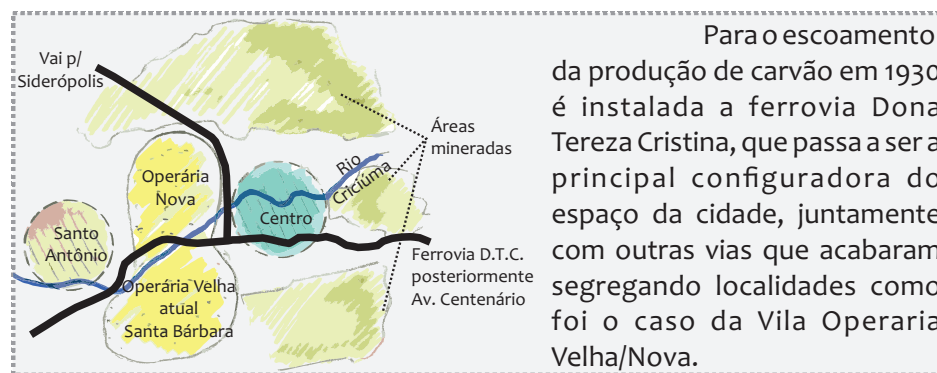 Vai p/
Siderópolis
Áreas
mineradas
Rio
Criciúma
Operária
Nova
Centro
Santo
Antônio
Ferrovia D.T.C.
posteriormente
Av. Centenário
Operária Velha
atual
Santa Bárbara
Para o escoamento
da produção de carvão em 1930
é instalada a ferrovia Dona
Tereza Cristina, que passa a ser a
principal configuradora do
espaço da cidade, juntamente
com outras vias que acabaram
segregando localidades como
foi o caso da Vila Operaria
Velha/Nova.